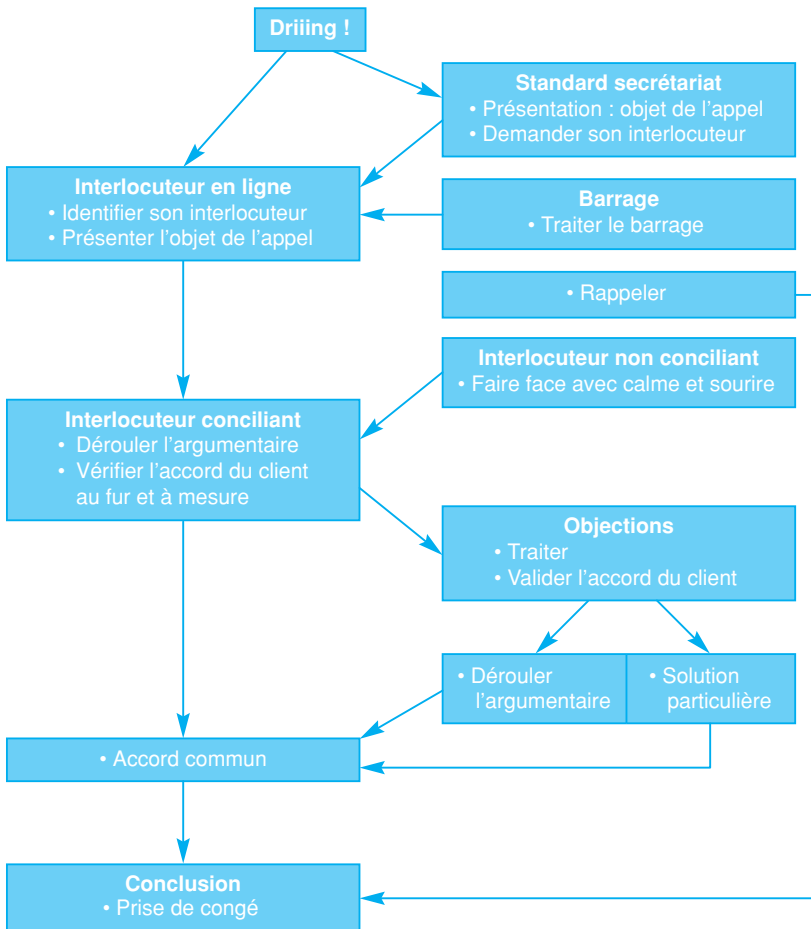 Driiing !
Standard secrétariat
• Présentation : objet de l’appel
• Demander son interlocuteur
Interlocuteur en ligne
• Identifier son interlocuteur
• Présenter l’objet de l’appel
Barrage
• Traiter le barrage
• Rappeler
Interlocuteur non conciliant
• Faire face avec calme et sourire
Interlocuteur conciliant
• Dérouler l’argumentaire
• Vérifier l’accord du client
au fur et à mesure
Objections
• Traiter
• Valider l’accord du client
• Dérouler
l’argumentaire
• Solution
particulière
• Accord commun
Conclusion
• Prise de congé